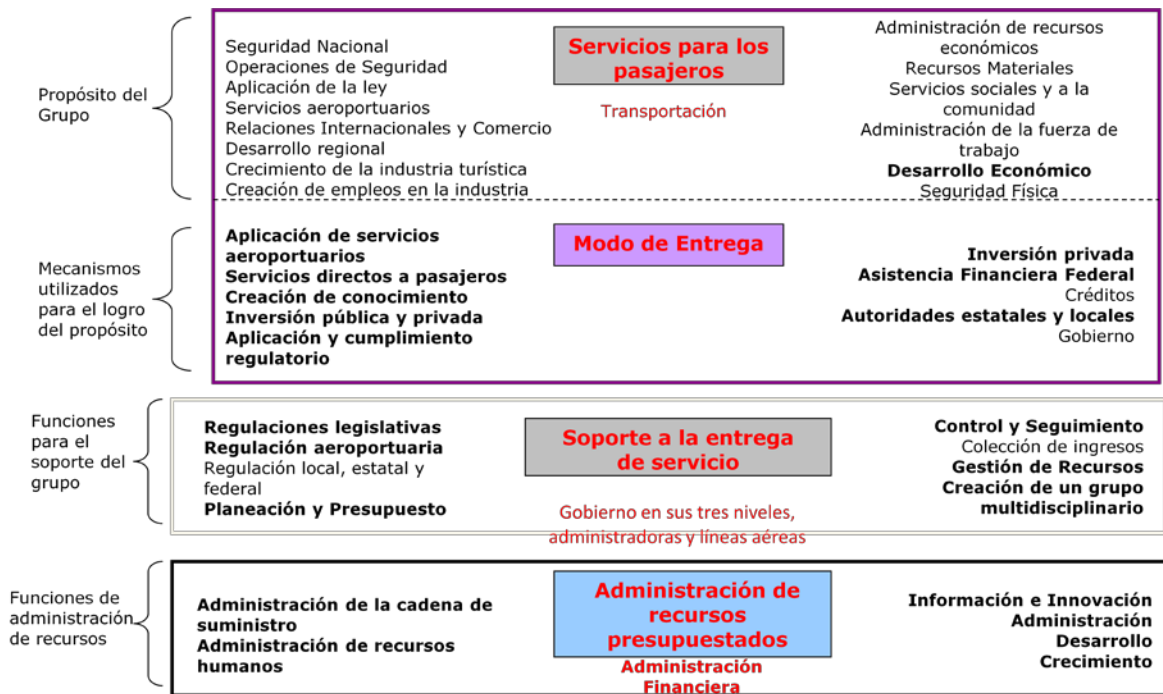 Propósito del
Grupo
Seguridad Nacional
Operaciones de Seguridad
Aplicación de la ley
Servicios aeroportuarios
Relaciones Internacionales y Comercio
Desarrollo regional
Crecimiento de la industria turística
Creación de empleos en la industria
Servicios para los
pasajeros
Transportación
Administración de recursos
económicos
Recursos Materiales
Servicios sociales y a la
comunidad
Administración de la fuerza de
trabajo
Desarrollo Económico
Seguridad Física
Mecanismos
utilizados
para el logro
del propósito
Aplicación de servicios
aeroportuarios
Servicios directos a pasajeros
Creación de conocimiento
Inversión pública y privada
Aplicación y cumplimiento
regulatorio
Modo de Entrega
Inversión privada
Asistencia Financiera Federal
Créditos
Autoridades estatales y locales
Gobierno
Funciones
para el
soporte del
grupo
Regulaciones legislativas
Regulación aeroportuaria
Regulación local, estatal y
federal
Planeación y Presupuesto
Soporte a la entrega
de servicio
Gobierno en sus tres niveles,
administradoras y líneas aéreas
Control y Seguimiento
Colección de ingresos
Gestión de Recursos
Creación de un grupo
multidisciplinario
Funciones de
administración
de recursos
Administración de la cadena de
suministro
Administración de recursos
humanos
Administración de
recursos
presupuestados
Administración
Financiera
Información e Innovación
Administración
Desarrollo
Crecimiento